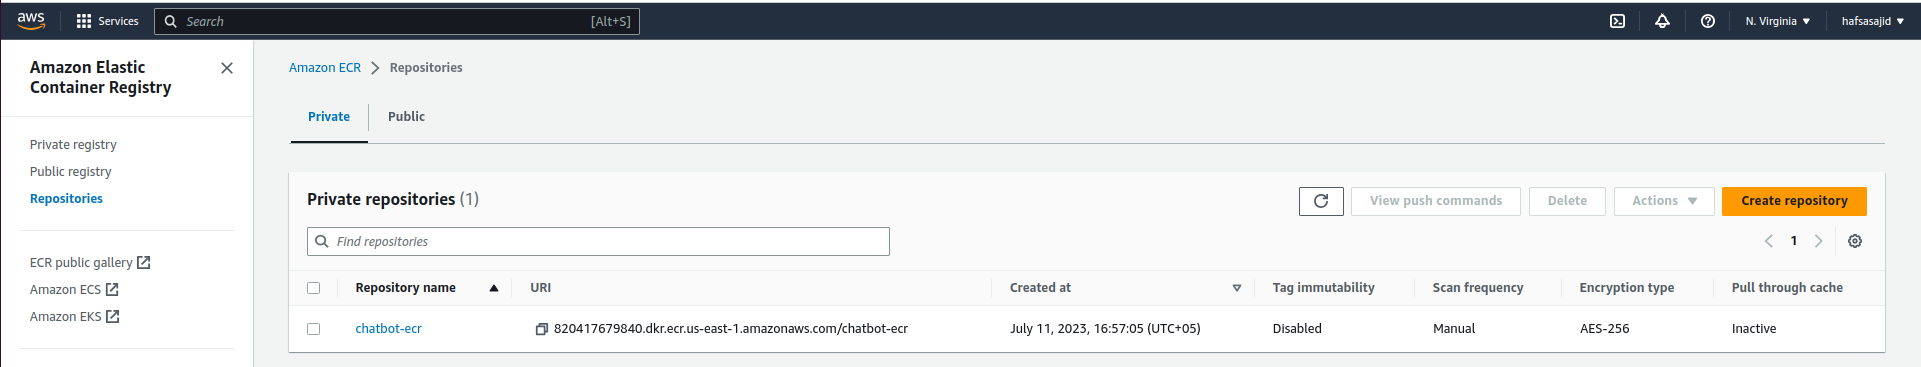 aws Services Search [Alt+S] N. Virginia hafsasajid
Amazon Elastic
Container Registry
Private registry
Public registry
Repositories
ECR public gallery
Amazon ECS
Amazon EKS
Amazon ECR Repositories
Private Public
Private repositories (1) View push commands Delete Actions Create repository
Find repositories 1
Repository name URI Created at Tag immutability Scan frequency Encryption type Pull through cache
chatbot-ecr 820417679840.dkr.ecr.us-east-1.amazonaws.com/chatbot-ecr July 11, 2023, 16:57:05 (UTC+05) Disabled Manual AES-256 Inactive